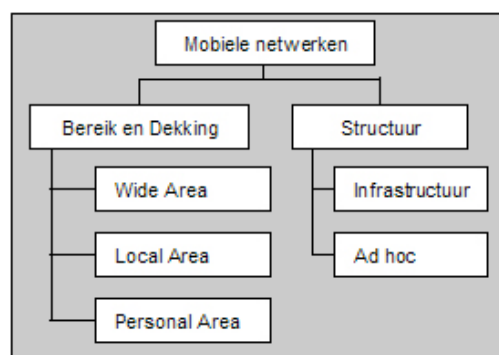 Mobiele netwerken
Bereik en Dekking
Structuur
Wide Area
Infrastructuur
Local Area
Ad hoc
Personal Area